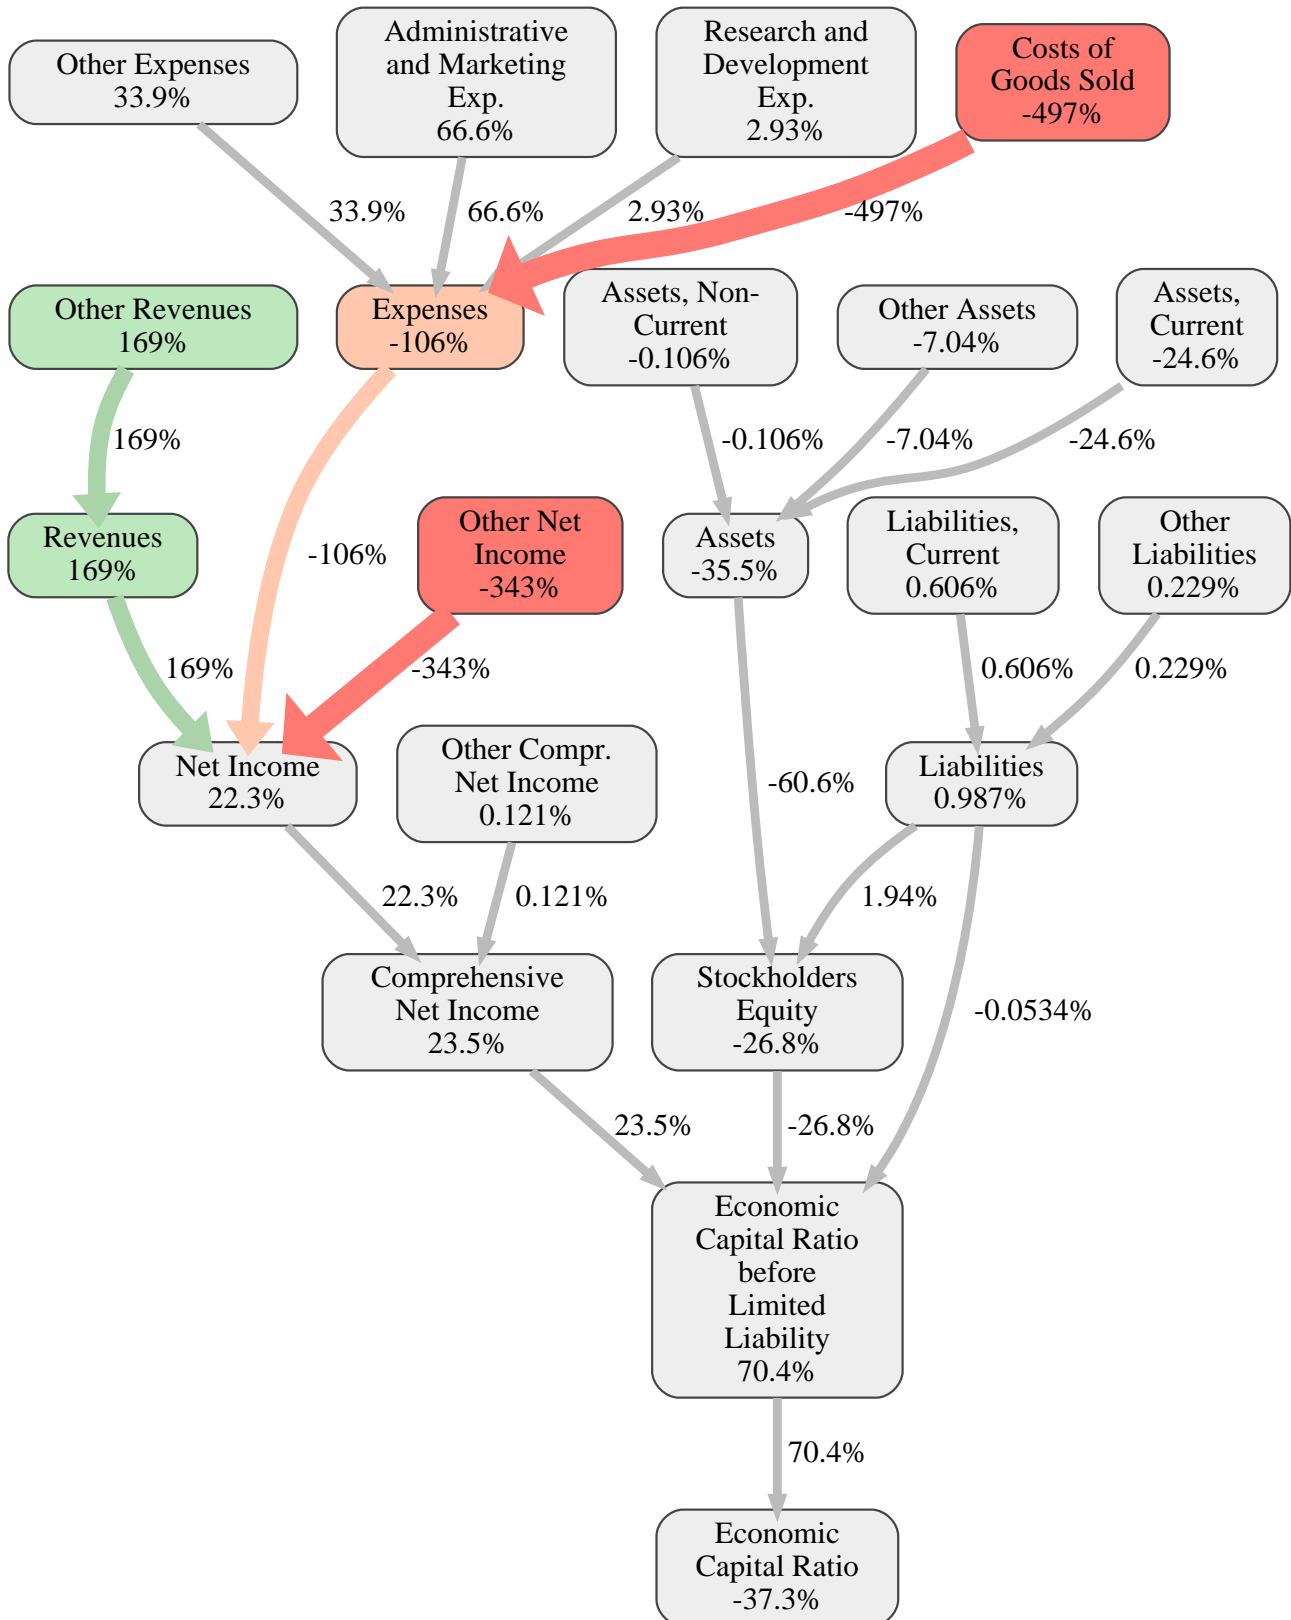 Other Expenses
33.9%
Administrative
and Marketing
Exp.
66.6%
Research and
Development
Exp.
2.93%
Costs of
Goods Sold
-497%
33.9%
66.6%
2.93%
-497%
Other Revenues
169%
Expenses
-106%
Assets, Non-
Current
-0.106%
Other Assets
-7.04%
Assets,
Current
-24.6%
169%
-0.106%
-7.04%
-24.6%
Revenues
169%
-106%
Other Net
Income
-343%
Assets
-35.5%
Liabilities,
Current
0.606%
Other
Liabilities
0.229%
169%
-343%
0.606%
0.229%
Net Income
22.3%
Other Compr.
Net Income
0.121%
-60.6%
Liabilities
0.987%
22.3%
0.121%
1.94%
-0.0534%
Comprehensive
Net Income
23.5%
Stockholders
Equity
-26.8%
23.5%
-26.8%
Economic
Capital Ratio
before
Limited
Liability
70.4%
70.4%
Economic
Capital Ratio
-37.3%